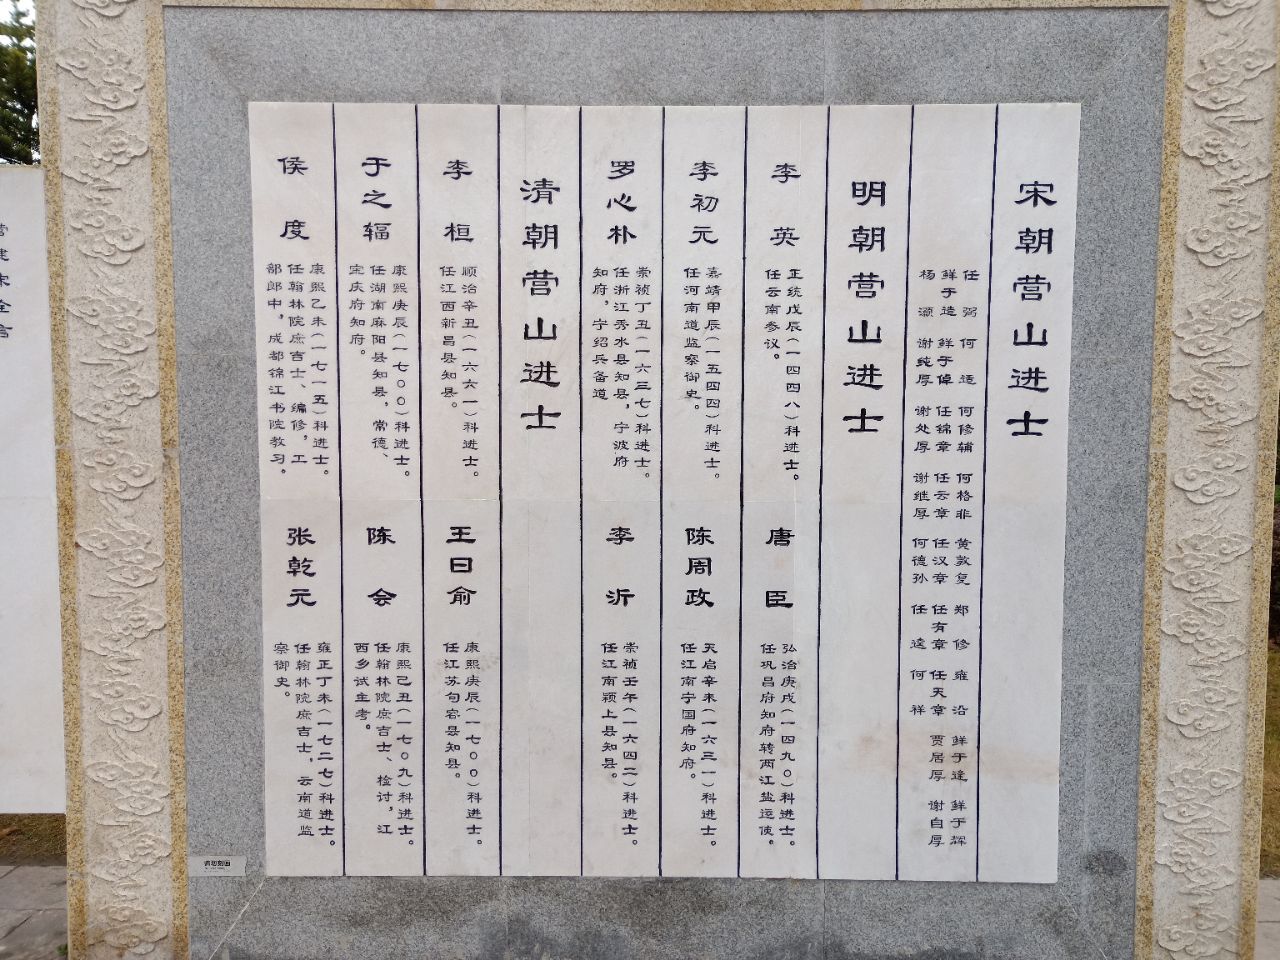 宋朝营山进士
任弼 何适 何修辅 何格非 黄敦复 郑修 雍沿 鲜于逢 鲜于辉
鲜于造 鲜于倬 任锦章 任云章 任汉章 任有章 任天章 贾居厚 谢自厚
杨灏 谢纯厚 谢处厚 谢继厚 何德孙 任逵 何祥
明朝营山进士
李英
正统戊辰(一四四八)科进士。
任云南参议。
唐臣
弘治庚戌(一四九〇)科进士。
任巩昌府知府转两江盐运使。
李初元
嘉靖甲辰(一五四四)科进士。
任河南道监察御史。
陈周政
天启辛未(一六三一)科进士。
任江南宁国府知府。
罗心朴
崇祯丁丑(一六三七)科进士。
任浙江秀水县知县,宁波府
知府,宁绍兵备道
李沂
崇祯壬午(一六四二)科进士。
任江南颍上县知县。
清朝营山进士
李桓
顺治辛丑(一六六一)科进士。
任江西新昌县知县。
王曰俞
康熙庚辰(一七〇〇)科进士。
任江苏句容县知县。
于之辐
康熙庚辰(一七〇〇)科进士。
任湖南麻阳县知县,常德、
宝庆府知府。
陈会
康熙己丑(一七〇九)科进士。
任翰林院庶吉士、检讨,江
西乡试主考。
侯度
康熙乙未(一七一五)科进士。
任翰林院庶吉士、编修,工
部郎中,成都锦江书院教习。
张乾元
雍正丁未(一七二七)科进士。
任翰林院庶吉士,云南道监
察御史。